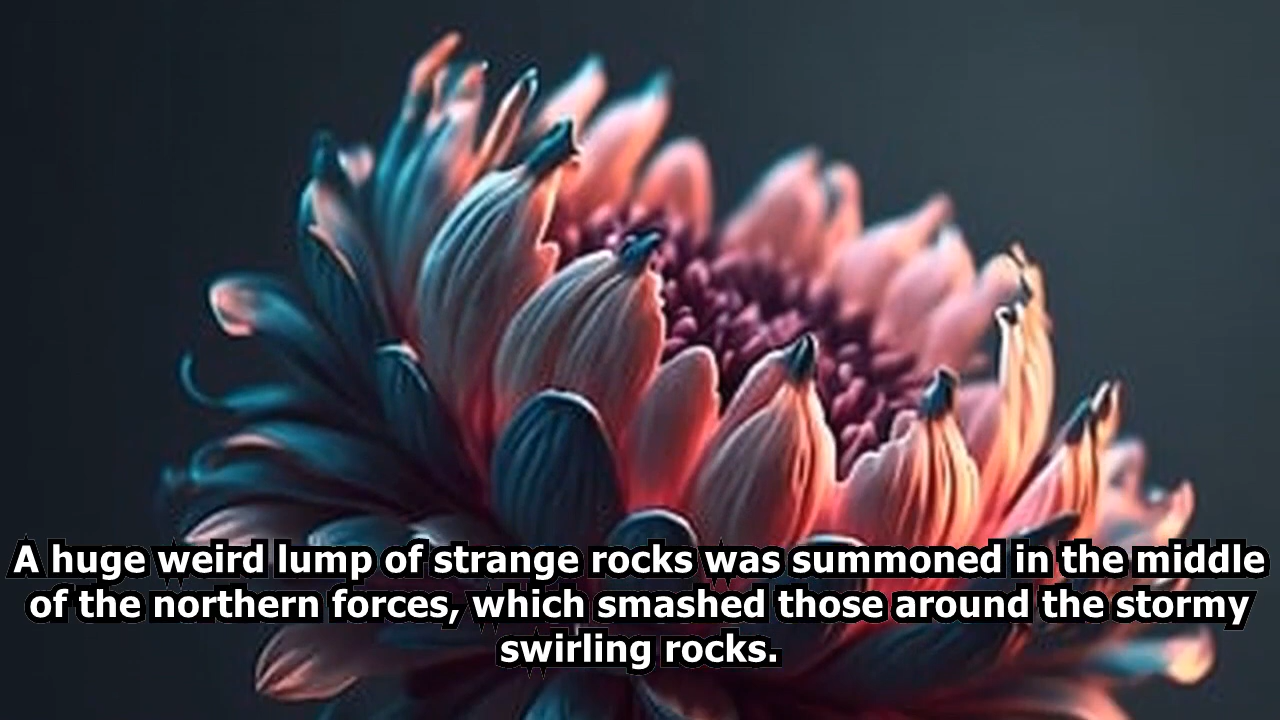 A huge weird lump of strange rocks was summoned in the middle
of the northern forces, which smashed those around the stormy
swirling rocks.